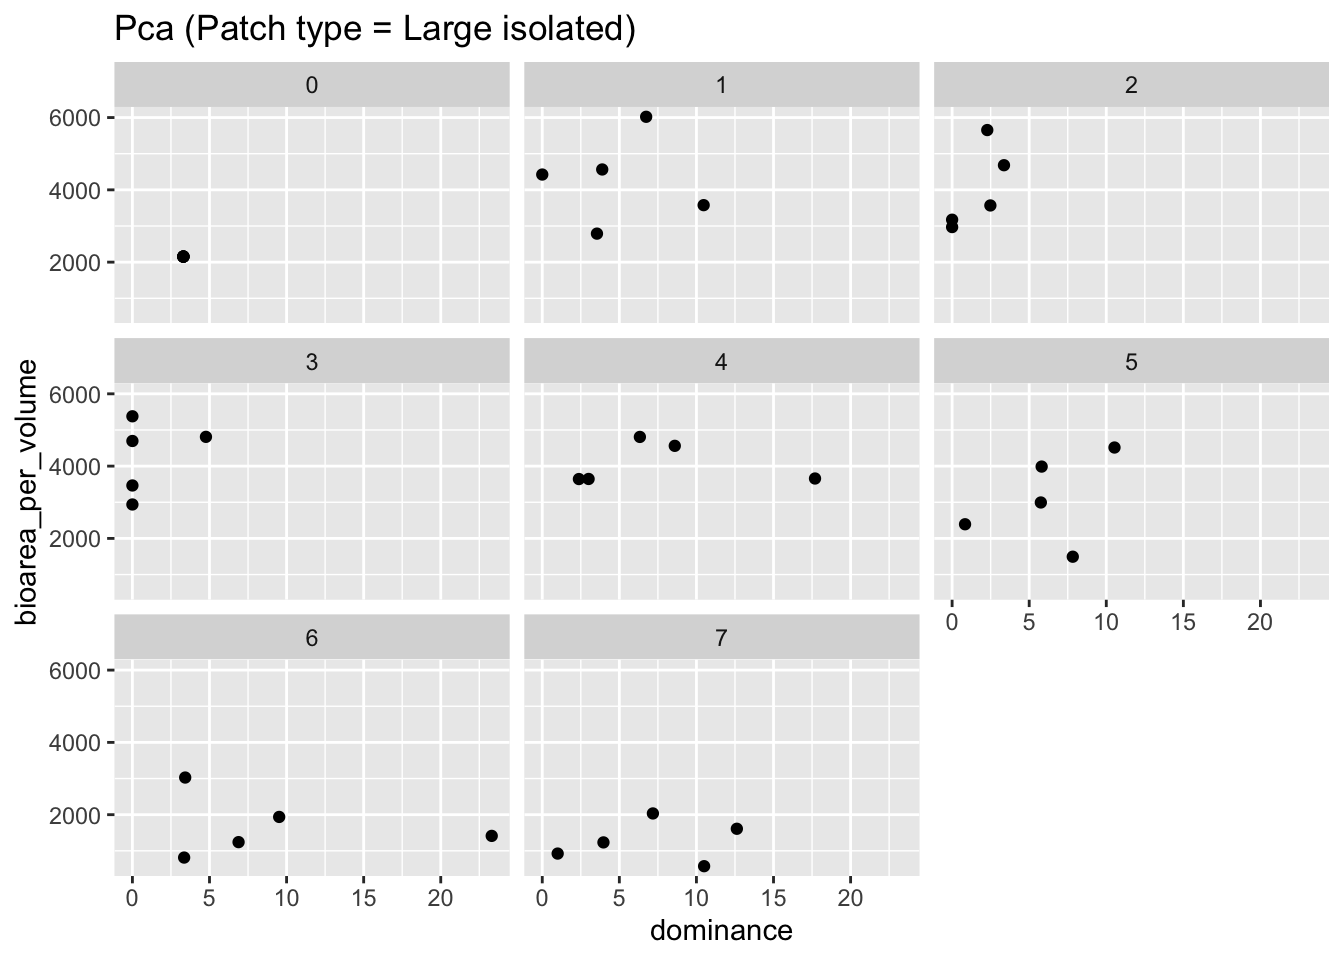 Pca (Patch type = Large isolated)
0 1 2
6000
4000
2000
3 4 5
6000
4000
2000
0 5 10 15 20
6 7
6000
4000
2000
0 5 10 15 20 0 5 10 15 20
dominance
bioarea_per_volume